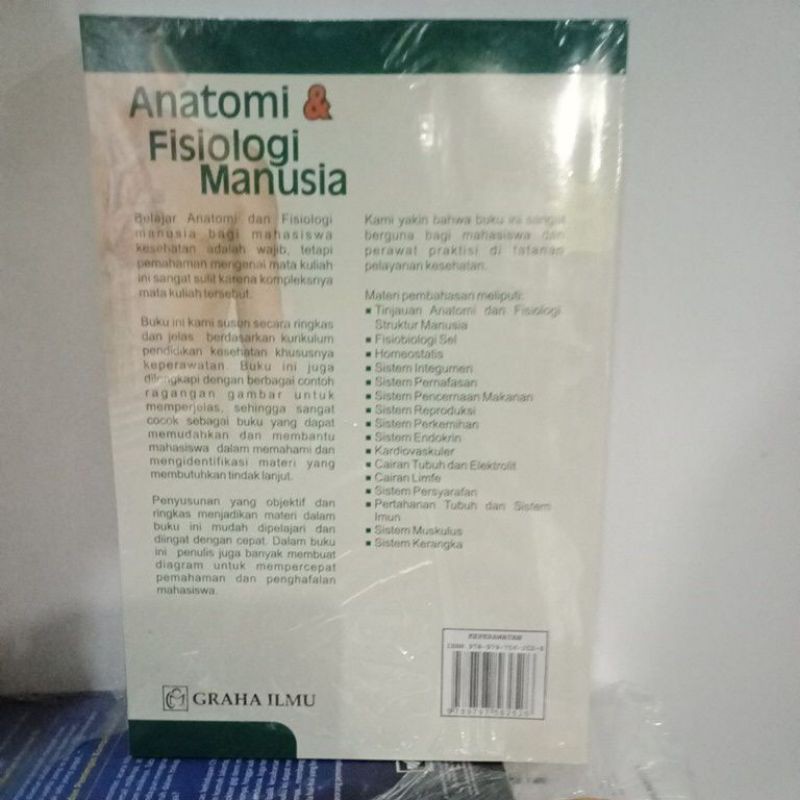 Anatomi &
Fisiologi
Manusia
Belajar Anatomi dan Fisiologi
manusia bagi mahasiswa
kesehatan adalah wajib, tetapi
pemahaman mengenai mata kuliah
ini sangat sulit karena kompleksnya
mata kuliah tersebut.
Buku ini kami susun secara ringkas
dan jelas berdasarkan kurikulum
pendidikan kesehatan khususnya
keperawatan. Buku ini juga
dilengkapi dengan berbagai contoh
ragangan gambar untuk
memperjelas, sehingga sangat
cocok sebagai buku yang dapat
memudahkan dan membantu
mahasiswa dalam memahami dan
mengidentifikasi materi yang
membutuhkan tindak lanjut.
Penyusunan yang objektif dan
ringkas menjadikan materi dalam
buku ini mudah dipelajari dan
diingat dengan cepat. Dalam buku
ini penulis juga banyak membuat
diagram untuk mempercepat
pemahaman dan penghafalan
mahasiswa.
Kami yakin bahwa buku ini sangat
berguna bagi mahasiswa dan
perawat praktisi di tatanan
pelayanan kesehatan.
Materi pembahasan meliputi:
▪ Tinjauan Anatomi dan Fisiologi
Struktur Manusia
▪ Fisiobiologi Sel
▪ Homeostatis
▪ Sistem Integumen
▪ Sistem Pernafasan
▪ Sistem Pencernaan Makanan
▪ Sistem Reproduksi
▪ Sistem Perkemihan
▪ Sistem Endokrin
▪ Kardiovaskuler
▪ Cairan Tubuh dan Elektrolit
▪ Cairan Limfe
▪ Sistem Persyarafan
▪ Pertahanan Tubuh dan Sistem
Imun
▪ Sistem Muskulus
▪ Sistem Kerangka
KEPERAWATAN
GRAHA ILMU